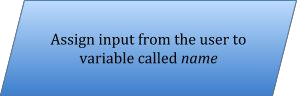 Assign input from the user to
variable called name